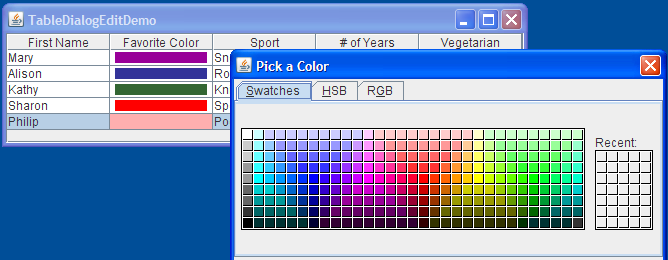 TableDialogEditDemo
First Name Favorite Color Sport # of Years Vegetarian
Mary Sn
Alison Ro
Kathy Kn
Sharon Sp
Philip Po
Pick a Color
Swatches HSB RGB
Recent: